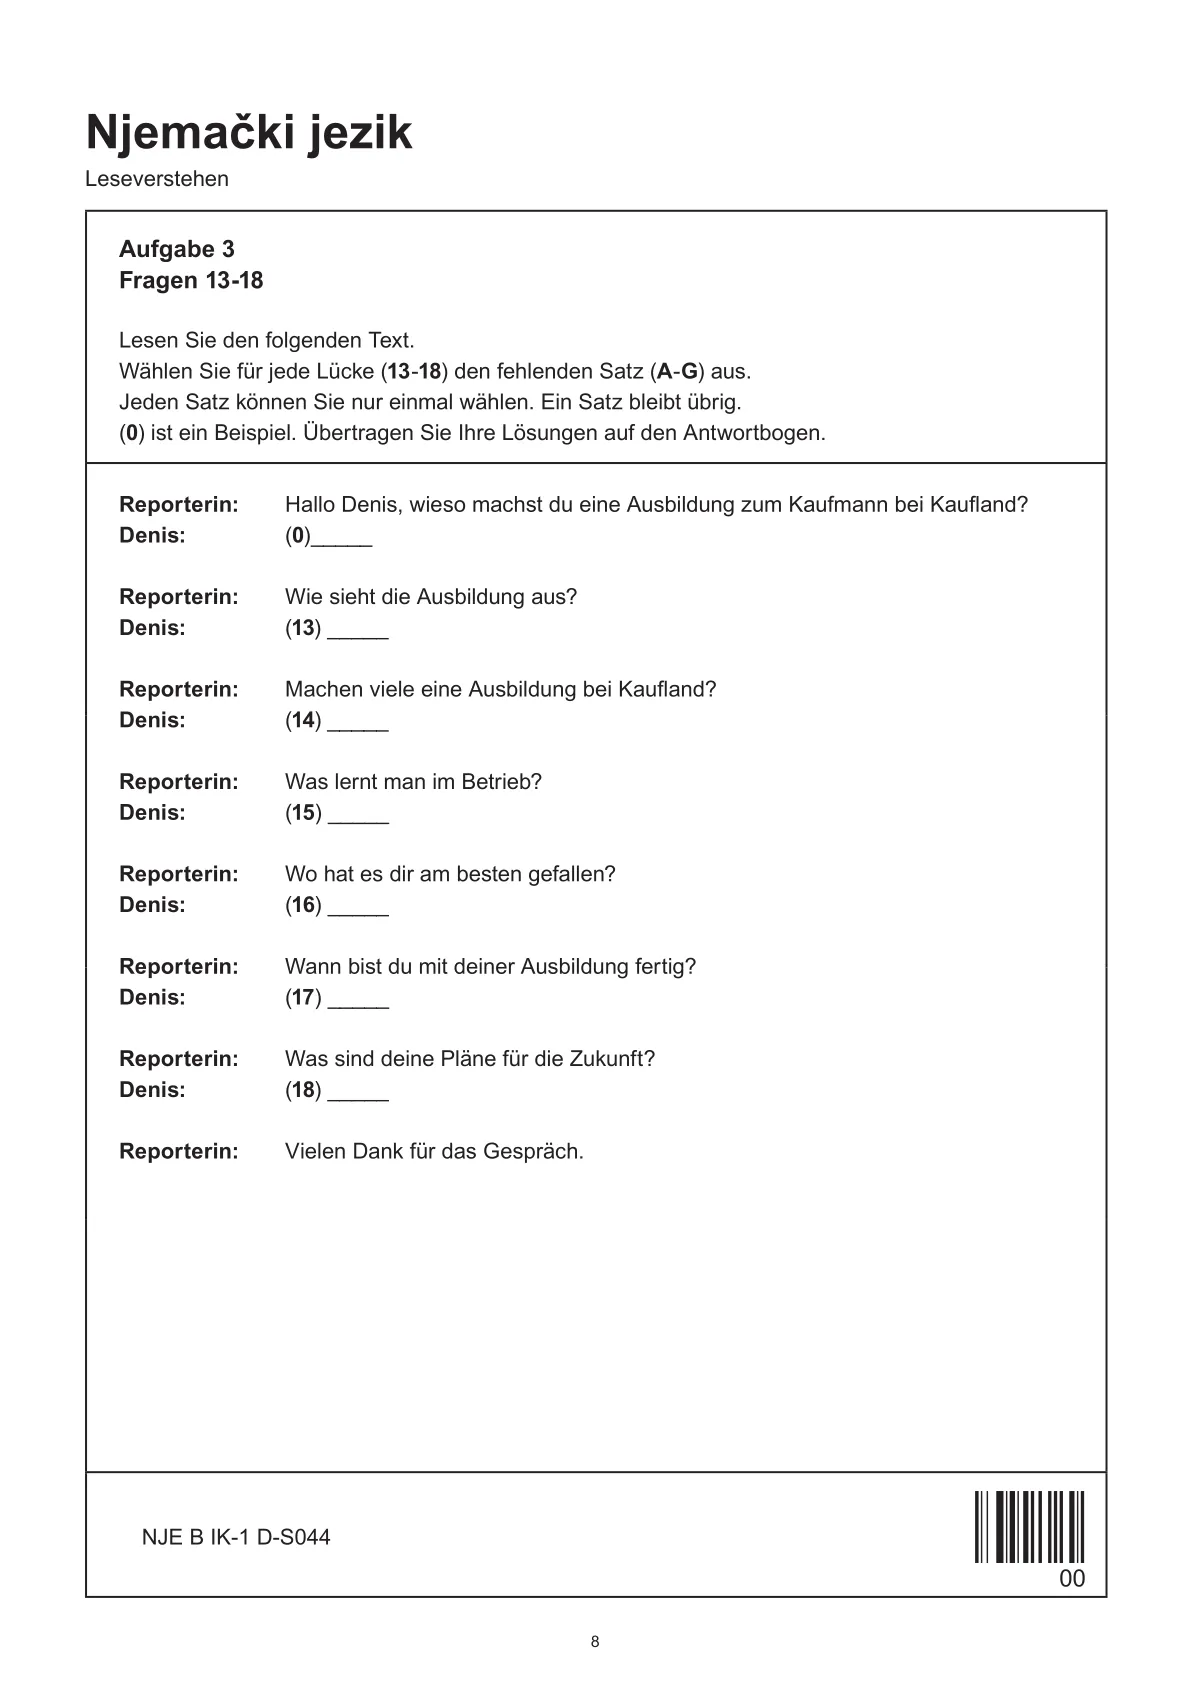 Njemački jezik
Leseverstehen
Aufgabe 3
Fragen 13-18
Lesen Sie den folgenden Text.
Wählen Sie für jede Lücke (13-18) den fehlenden Satz (A-G) aus.
Jeden Satz können Sie nur einmal wählen. Ein Satz bleibt übrig.
(0) ist ein Beispiel. Übertragen Sie Ihre Lösungen auf den Antwortbogen.
Reporterin: Hallo Denis, wieso machst du eine Ausbildung zum Kaufmann bei Kaufland?
Denis: (0)_____
Reporterin: Wie sieht die Ausbildung aus?
Denis: (13) _____
Reporterin: Machen viele eine Ausbildung bei Kaufland?
Denis: (14) _____
Reporterin: Was lernt man im Betrieb?
Denis: (15) _____
Reporterin: Wo hat es dir am besten gefallen?
Denis: (16) _____
Reporterin: Wann bist du mit deiner Ausbildung fertig?
Denis: (17) _____
Reporterin: Was sind deine Pläne für die Zukunft?
Denis: (18) _____
Reporterin: Vielen Dank für das Gespräch.
NJE B IK-1 D-S044
00
8